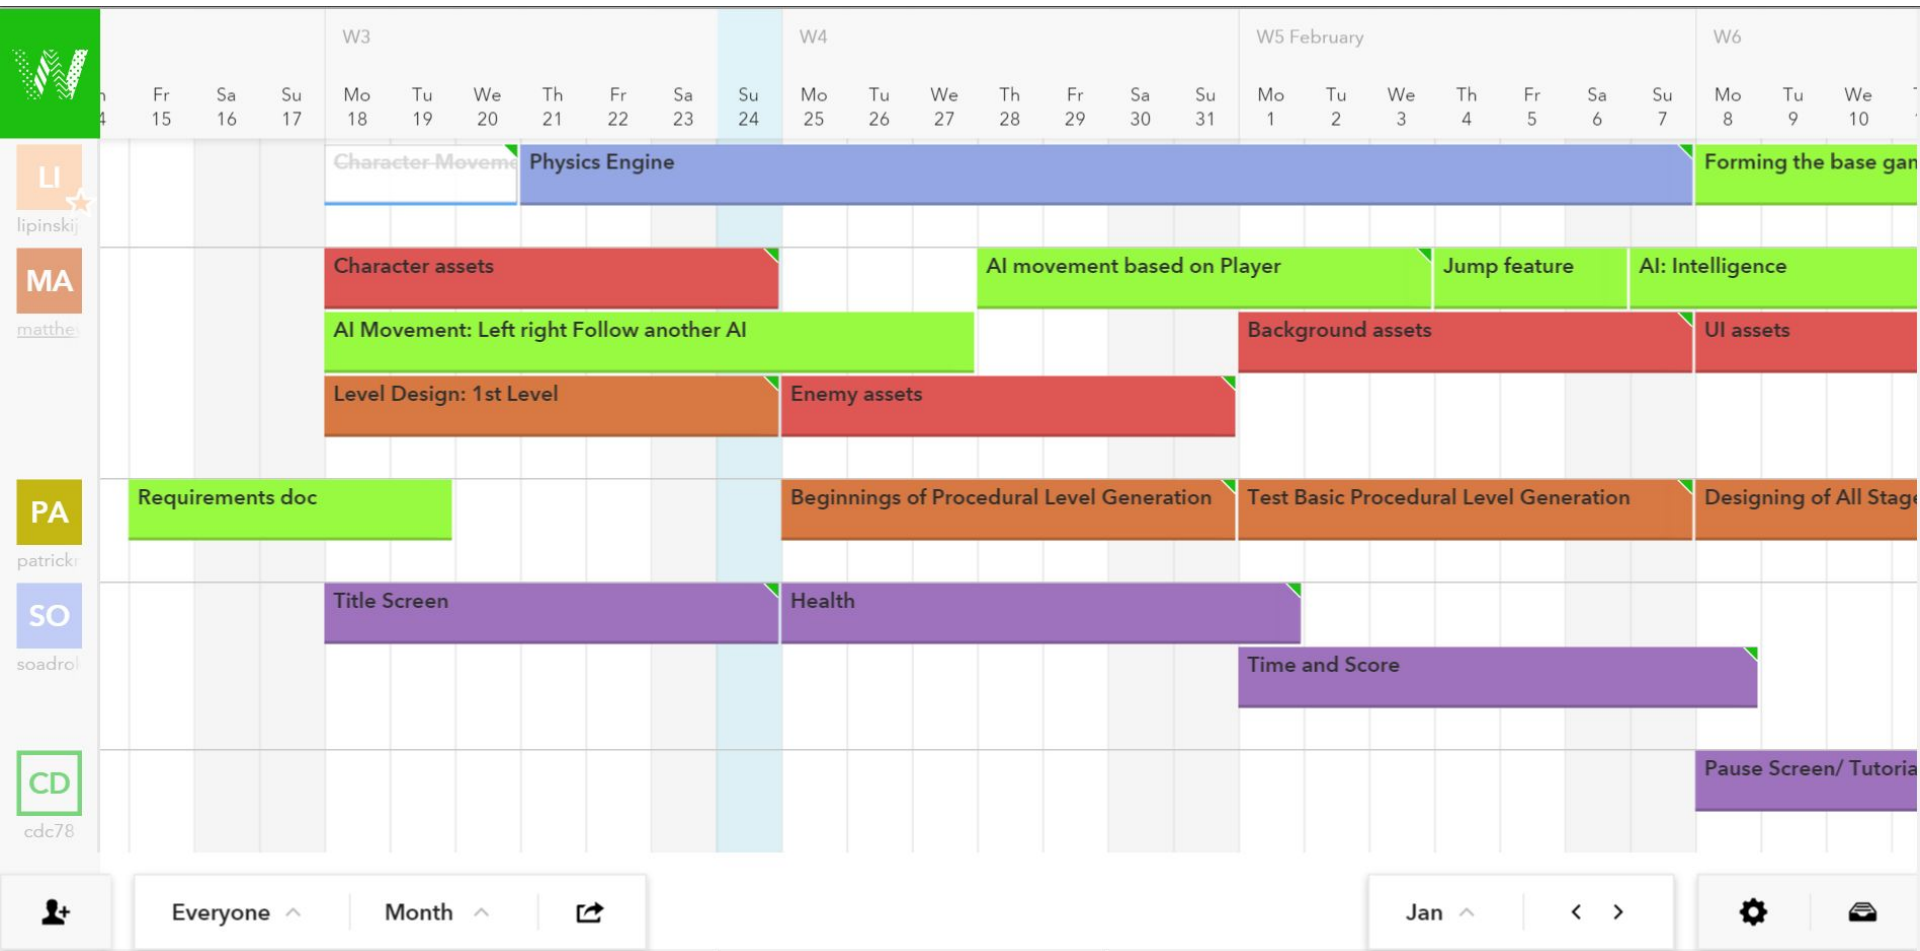 W
W3 W4 W5 February W6
Fr Sa Su Mo Tu We Th Fr Sa Su Mo Tu We Th Fr Sa Su Mo Tu We Th Fr Sa Su Mo Tu We
4 15 16 17 18 19 20 21 22 23 24 25 26 27 28 29 30 31 1 2 3 4 5 6 7 8 9 10
LI
lipinskij
Character Moveme
Physics Engine
Forming the base gam
MA
matthe
Character assets
AI movement based on Player
Jump feature
AI: Intelligence
AI Movement: Left right Follow another AI
Background assets
UI assets
Level Design: 1st Level
Enemy assets
PA
patrick
Requirements doc
Beginnings of Procedural Level Generation
Test Basic Procedural Level Generation
Designing of All Stage
SO
soadro
Title Screen
Health
Time and Score
CD
cdc78
Pause Screen/ Tutoria
Everyone
Month
Jan